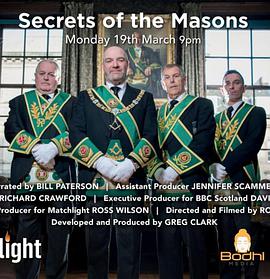 Secrets of the Masons
Monday 19th March 9pm
rated by BILL PATERSON | Assistant Producer JENNIFER SCAMME
RICHARD CRAWFORD | Executive Producer for BBC Scotland DAVI
Producer for Matchlight ROSS WILSON | Directed and Filmed by RO
Developed and Produced by GREG CLARK
light
Bodhi
MEDIA